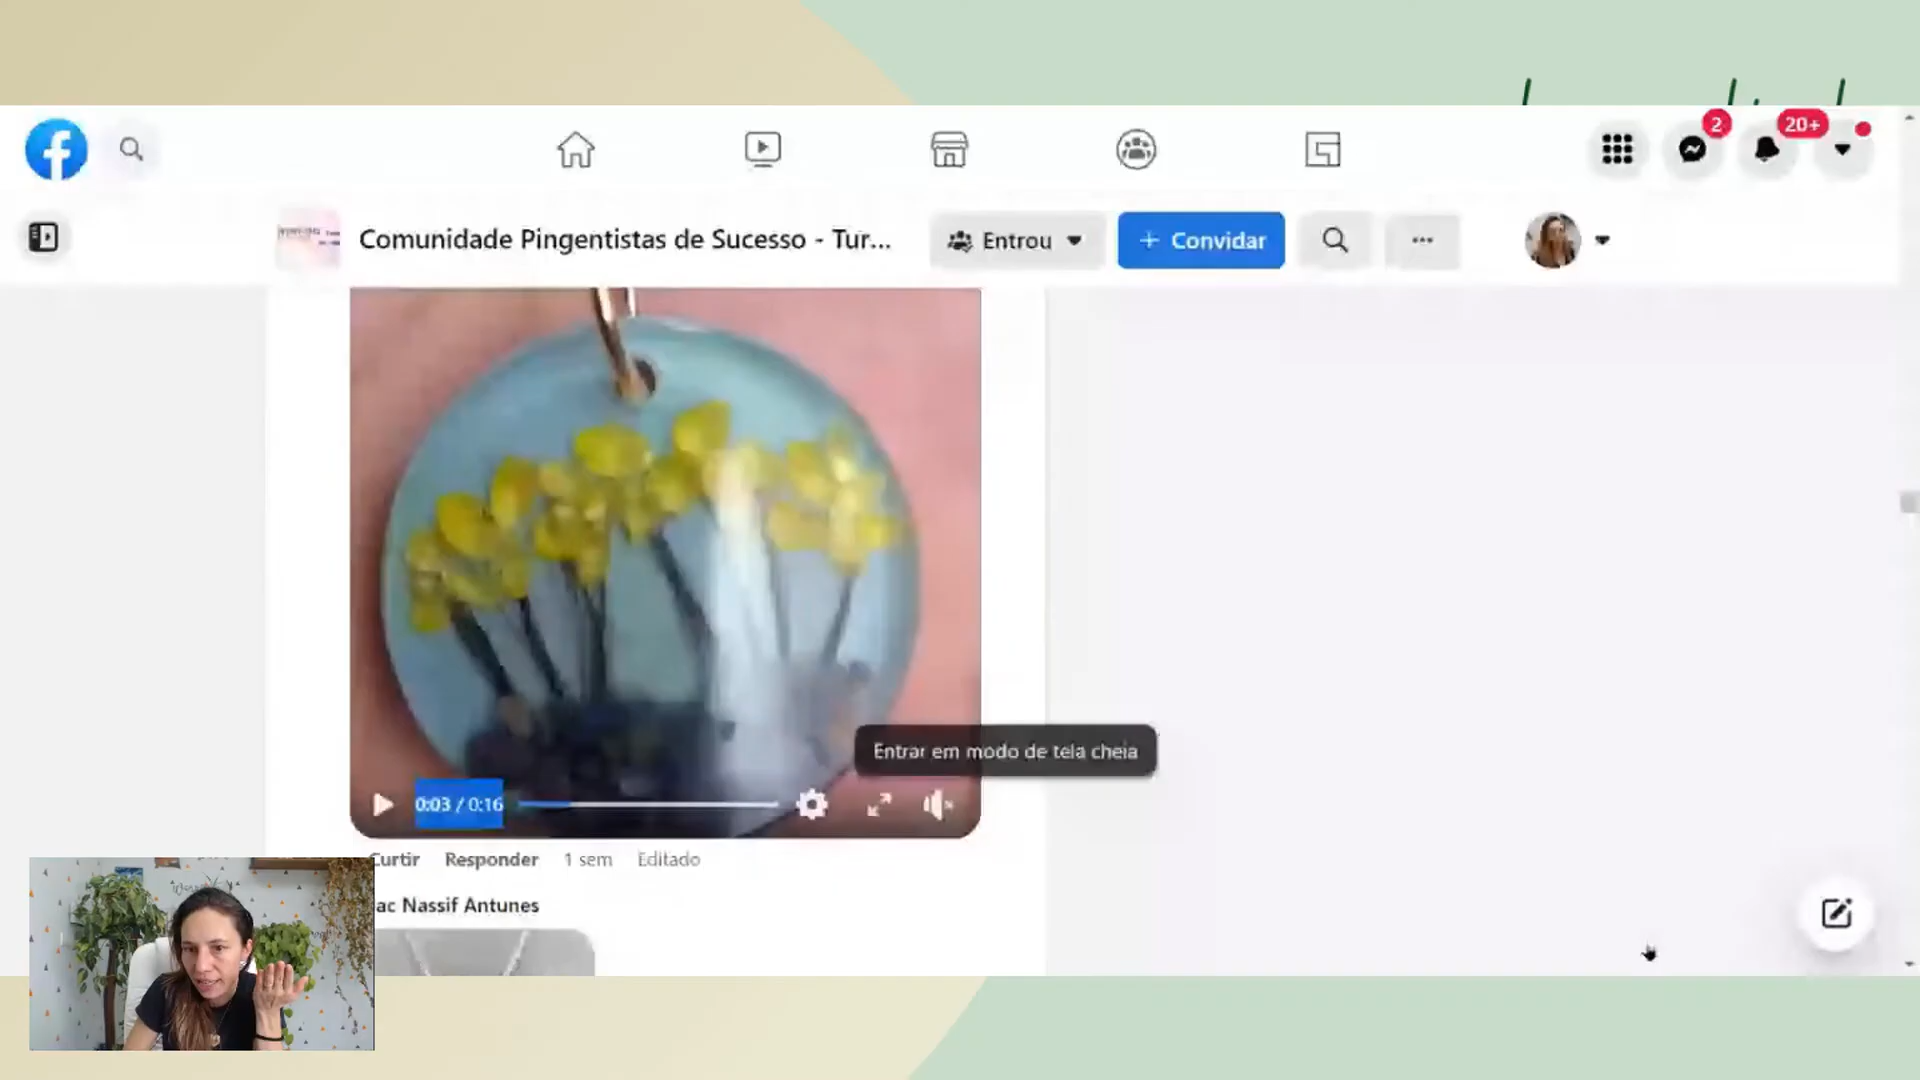 2
20+
Comunidade Pingentistas de Sucesso - Tur...
Entrou
+ Convidar
Entrar em modo de tela cheia
0:03 / 0:16
Curtir Responder 1 sem Editado
ac Nassif Antunes